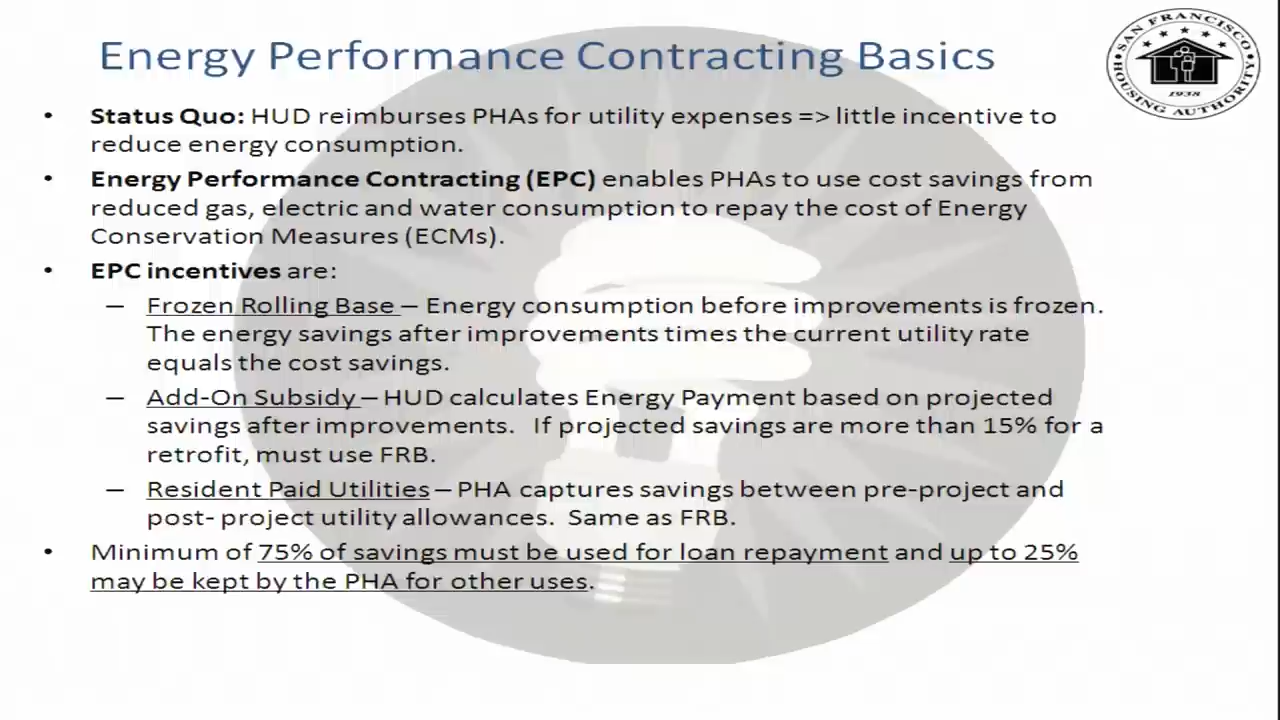 Energy Performance Contracting Basics
SAN FRANCISCO
HOUSING AUTHORITY
1938
• Status Quo: HUD reimburses PHAs for utility expenses => little incentive to
reduce energy consumption.
• Energy Performance Contracting (EPC) enables PHAs to use cost savings from
reduced gas, electric and water consumption to repay the cost of Energy
Conservation Measures (ECMs).
• EPC incentives are:
– Frozen Rolling Base – Energy consumption before improvements is frozen.
The energy savings after improvements times the current utility rate
equals the cost savings.
– Add-On Subsidy – HUD calculates Energy Payment based on projected
savings after improvements. If projected savings are more than 15% for a
retrofit, must use FRB.
– Resident Paid Utilities – PHA captures savings between pre-project and
post- project utility allowances. Same as FRB.
• Minimum of 75% of savings must be used for loan repayment and up to 25%
may be kept by the PHA for other uses.